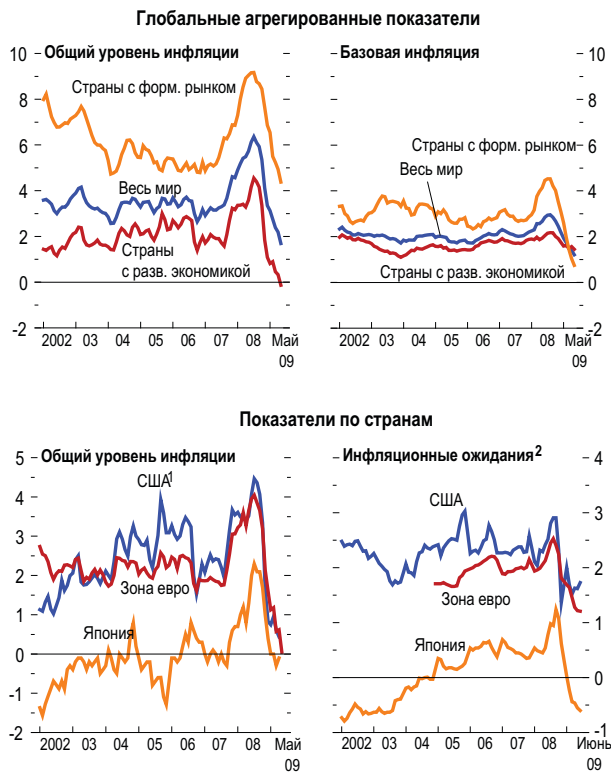 Глобальные агрегированные показатели
Общий уровень инфляции
10
8
6
4
2
0
-2
Страны с форм. рынком
Весь мир
Страны
с разв. экономикой
2002 03 04 05 06 07 08 Май
09
Базовая инфляция
10
8
6
4
2
0
-2
Страны с форм. рынком
Весь мир
Страны с разв. экономикой
2002 03 04 05 06 07 08 Май
09
Показатели по странам
Общий уровень инфляции
5
4
3
2
1
0
-1
-2
США1
Зона евро
Япония
2002 03 04 05 06 07 08 Май
09
Инфляционные ожидания2
4
3
2
1
0
-1
США
Зона евро
Япония
2002 03 04 05 06 07 08 Июнь
09